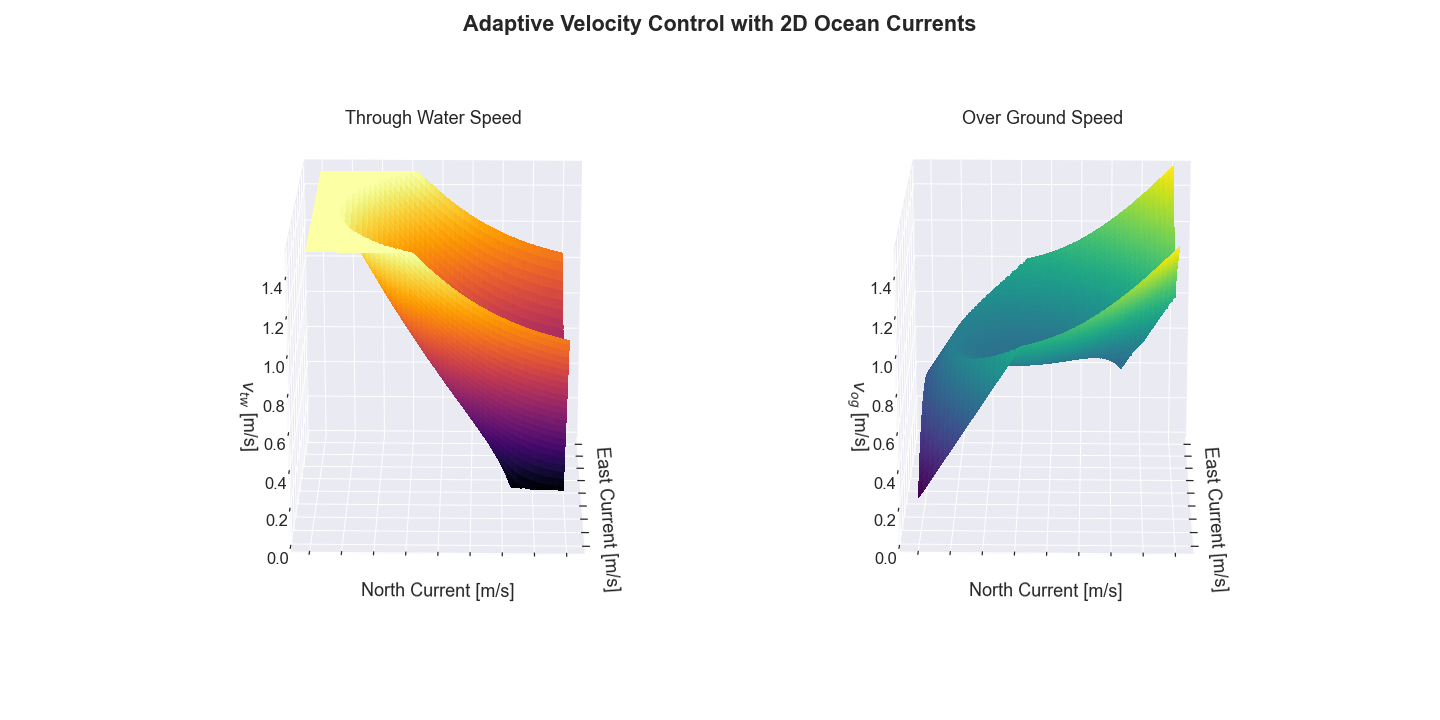 Adaptive Velocity Control with 2D Ocean Currents
Through Water Speed
1.4
1.2
1.0
0.8
0.6
0.4
0.2
0.0
v_tw [m/s]
North Current [m/s]
East Current [m/s]
Over Ground Speed
1.4
1.2
1.0
0.8
0.6
0.4
0.2
0.0
v_og [m/s]
North Current [m/s]
East Current [m/s]